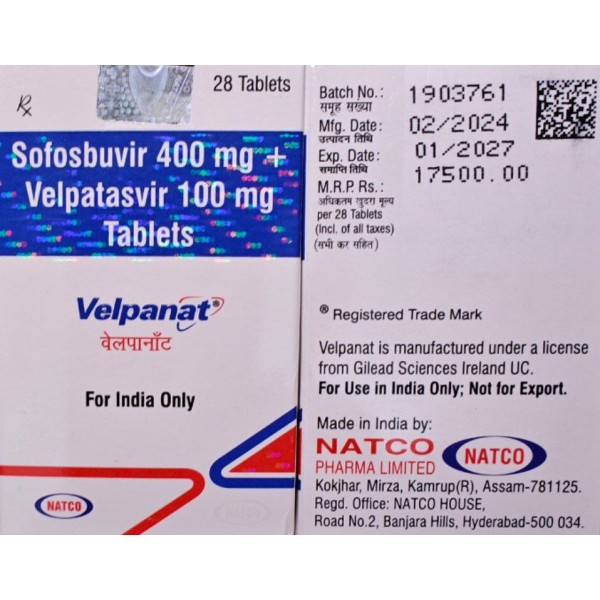 28 Tablets
Rx
Sofosbuvir 400 mg +
Velpatasvir 100 mg
Tablets
Velpanat®
वेलपानाँट
For India Only
NATCO
Batch No.: 1903761
समूह संख्या
Mfg. Date: 02/2024
उत्पादन तिथि
Exp. Date: 01/2027
समाप्ति तिथि
M.R.P. Rs.: 17500.00
अधिकतम खुदरा मूल्य
per 28 Tablets
(Incl. of all taxes)
(सभी कर सहित)
® Registered Trade Mark
Velpanat is manufactured under a license
from Gilead Sciences Ireland UC.
For Use in India Only; Not for Export.
Made in India by:
NATCO
PHARMA LIMITED
NATCO
Kokjhar, Mirza, Kamrup(R), Assam-781125.
Regd. Office: NATCO HOUSE,
Road No.2, Banjara Hills, Hyderabad-500 034.